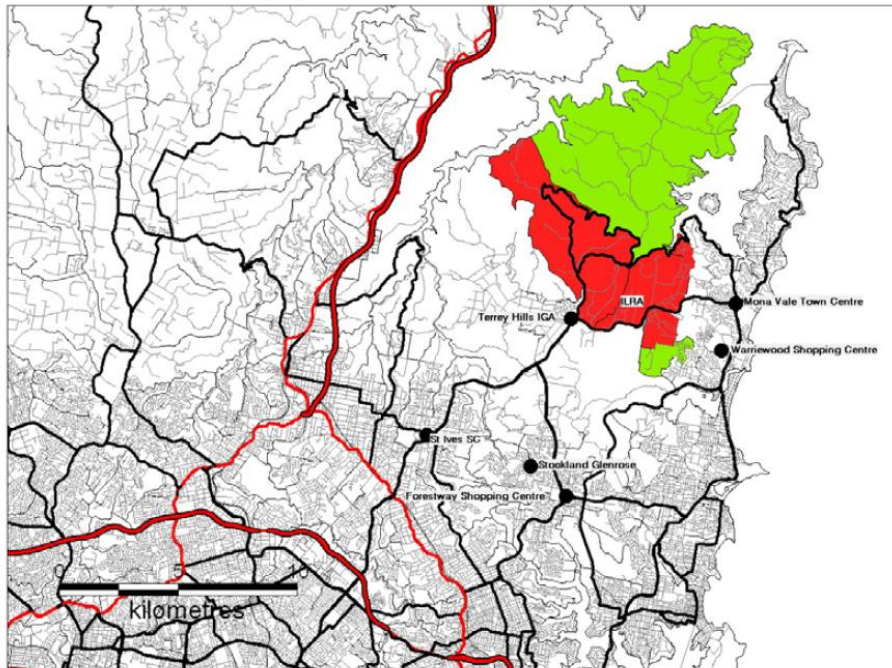 ILRA
Mona Vale Town Centre
Terrey Hills IGA
Warriewood Shopping Centre
St Ives SC
Stockland Glenrose
Forestway Shopping Centre
0 5 10
kilometres